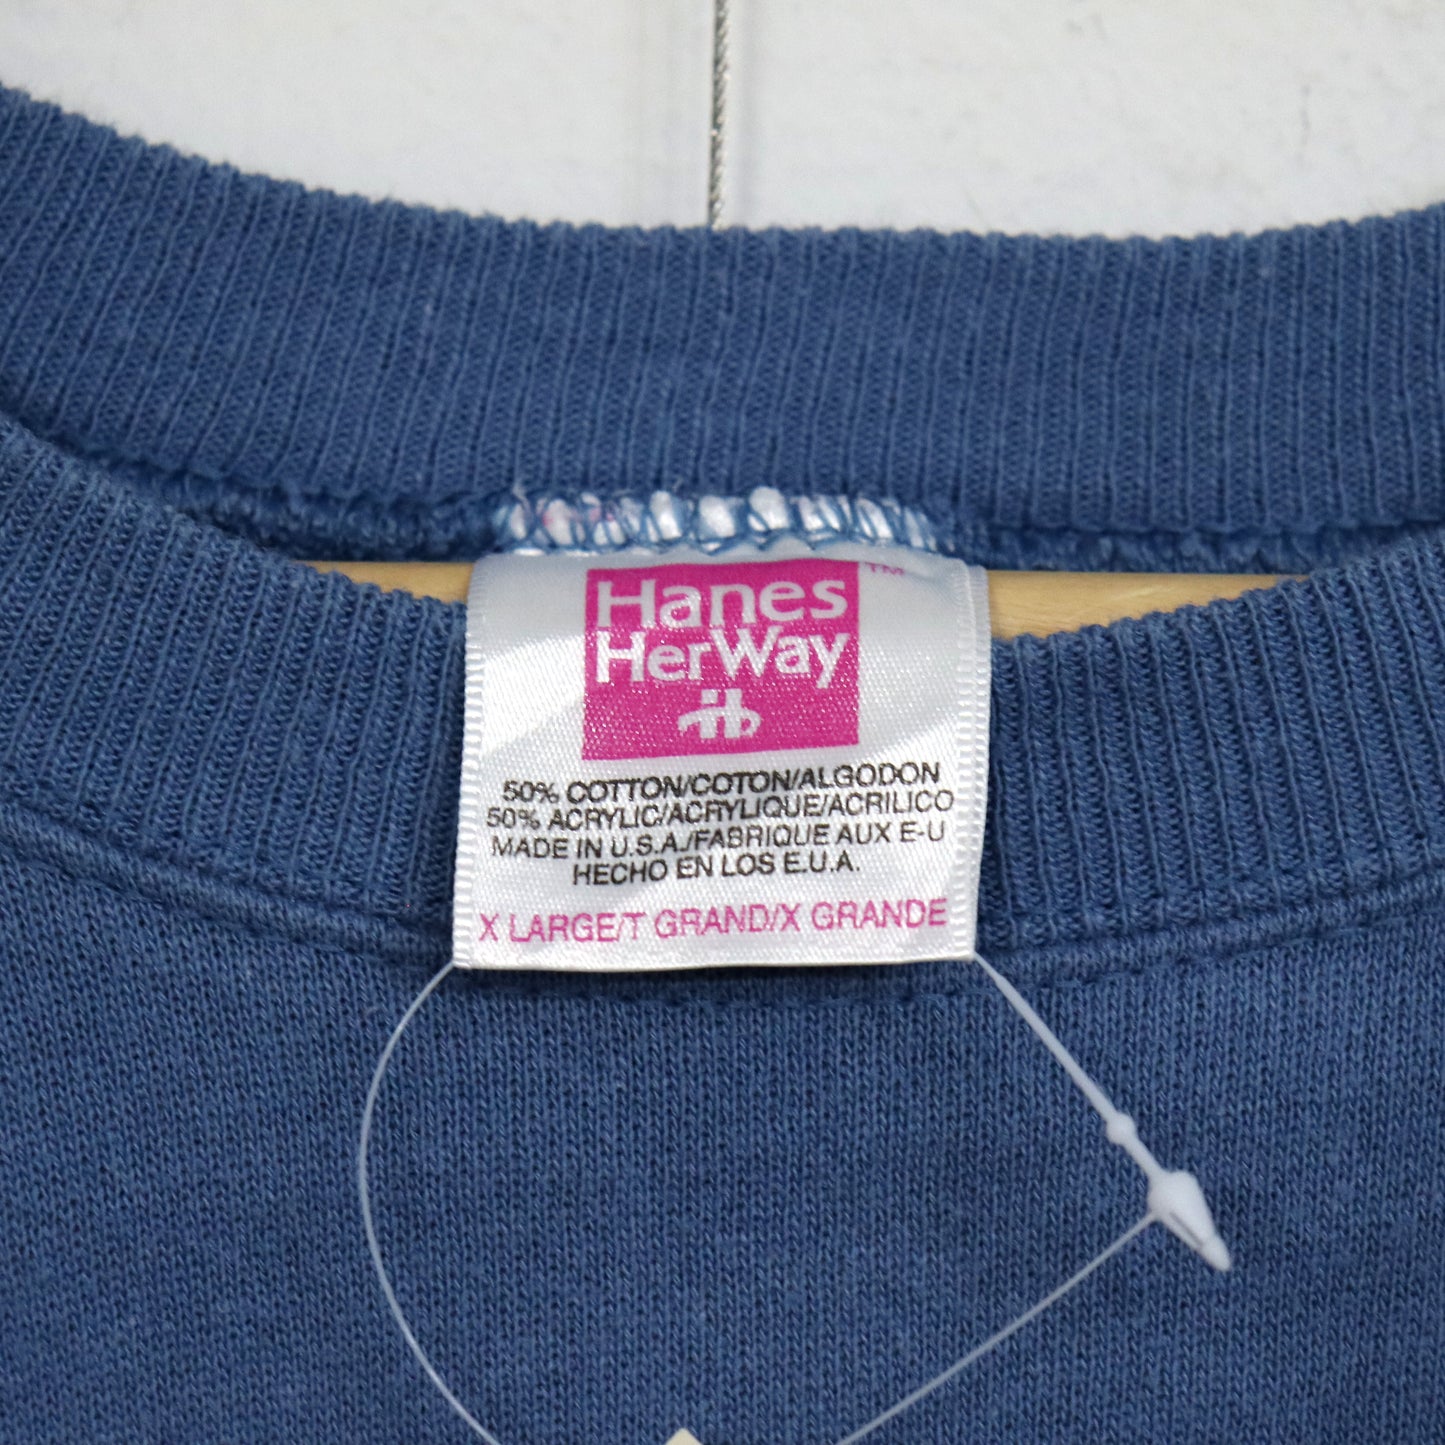 Hanes TM
HerWay
50% COTTON/COTON/ALGODON
50% ACRYLIC/ACRYLIQUE/ACRILICO
MADE IN U.S.A./FABRIQUE AUX E-U
HECHO EN LOS E.U.A.
X LARGE/T GRAND/X GRANDE